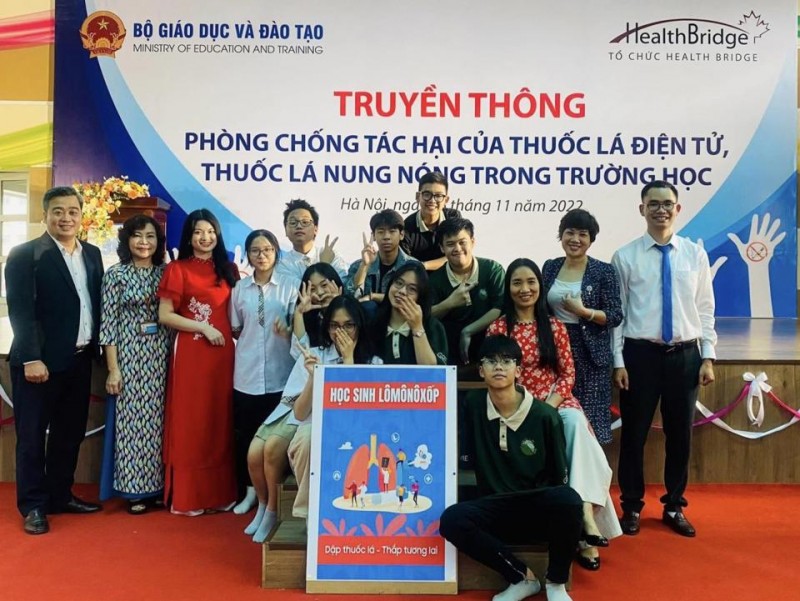 BỘ GIÁO DỤC VÀ ĐÀO TẠO
MINISTRY OF EDUCATION AND TRAINING
HealthBridge
TỔ CHỨC HEALTH BRIDGE
TRUYỀN THÔNG
PHÒNG CHỐNG TÁC HẠI CỦA THUỐC LÁ ĐIỆN TỬ,
THUỐC LÁ NUNG NÓNG TRONG TRƯỜNG HỌC
Hà Nội, ngày tháng 11 năm 2022
HỌC SINH LÔMÔNÔXỐP
Dập thuốc lá - Thắp tương lai